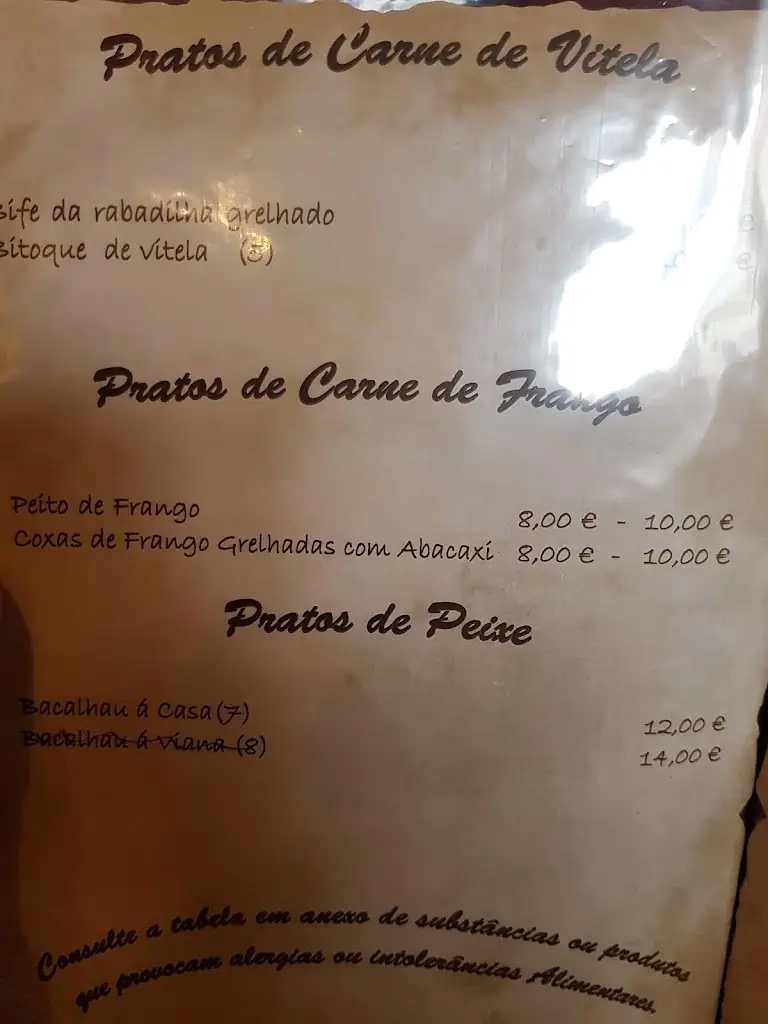 Pratos de Carne de Vitela
Bife da rabadilha grelhado €
Bitoque de vitela (5) €
Pratos de Carne de Frango
Peito de Frango 8,00 € - 10,00 €
Coxas de Frango Grelhadas com Abacaxi 8,00 € - 10,00 €
Pratos de Peixe
Bacalhau á Casa (7) 12,00 €
Bacalhau á Viana (8) 14,00 €
Consulte a tabela em anexo de substâncias ou produtos
que provocam alergias ou intolerâncias Alimentares.